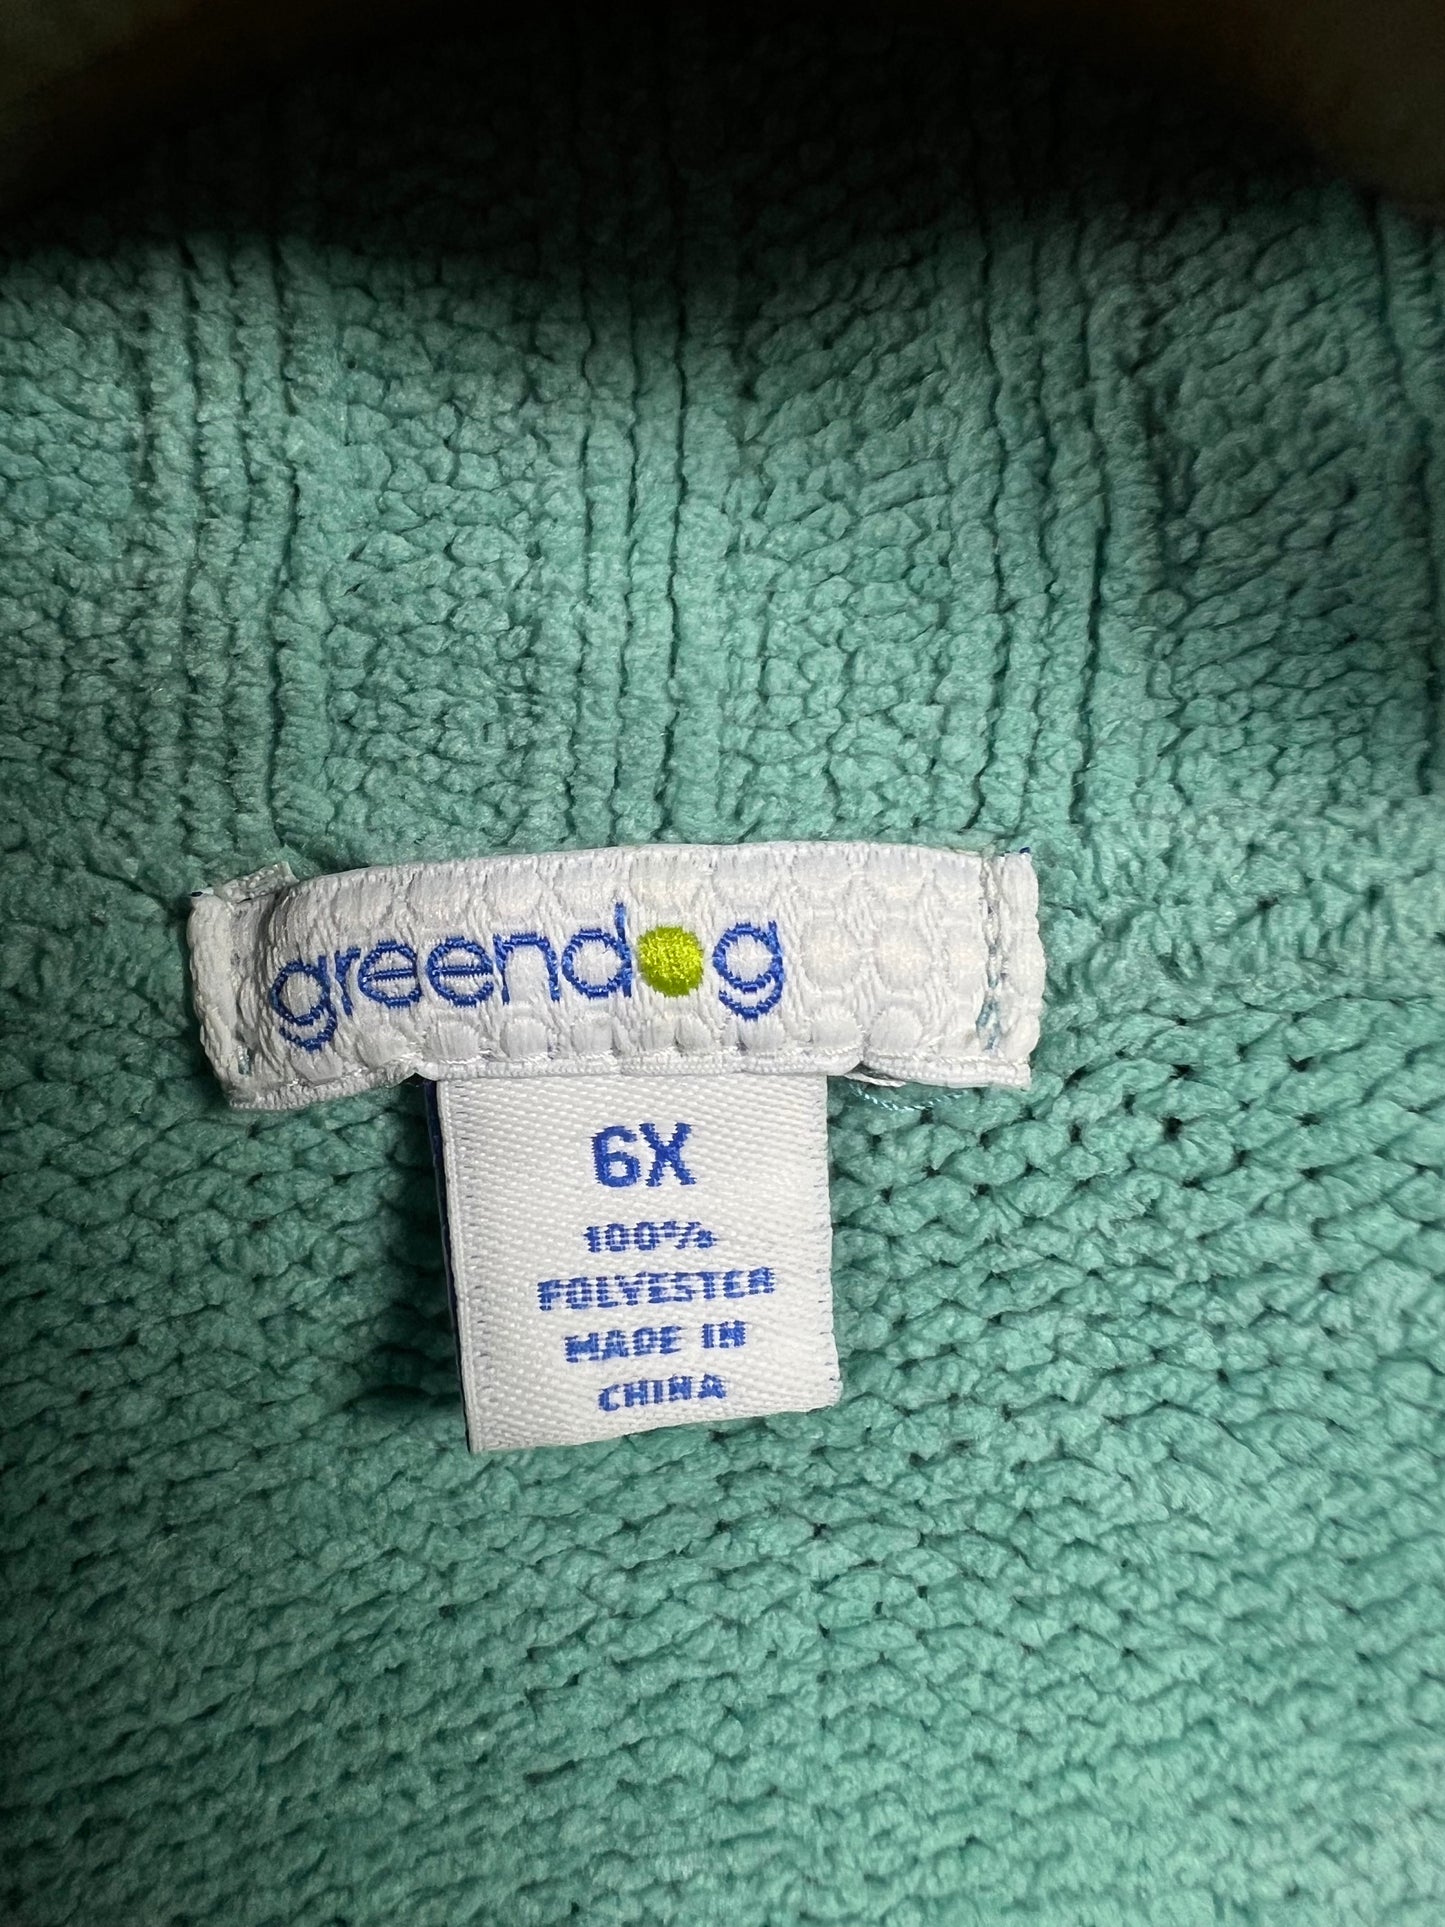 greendog
6X
100%
POLYESTER
MADE IN
CHINA